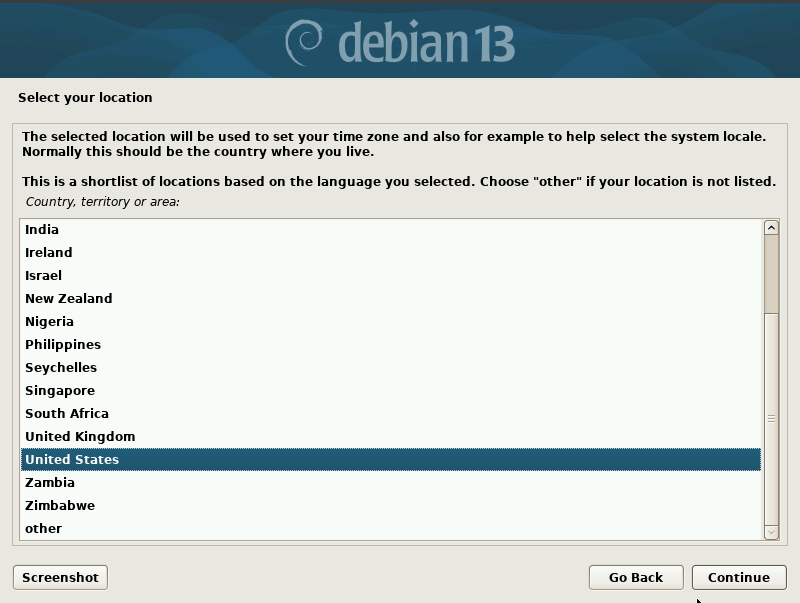 debian 13
Select your location
The selected location will be used to set your time zone and also for example to help select the system locale.
Normally this should be the country where you live.
This is a shortlist of locations based on the language you selected. Choose "other" if your location is not listed.
Country, territory or area:
India
Ireland
Israel
New Zealand
Nigeria
Philippines
Seychelles
Singapore
South Africa
United Kingdom
United States
Zambia
Zimbabwe
other
Screenshot
Go Back
Continue